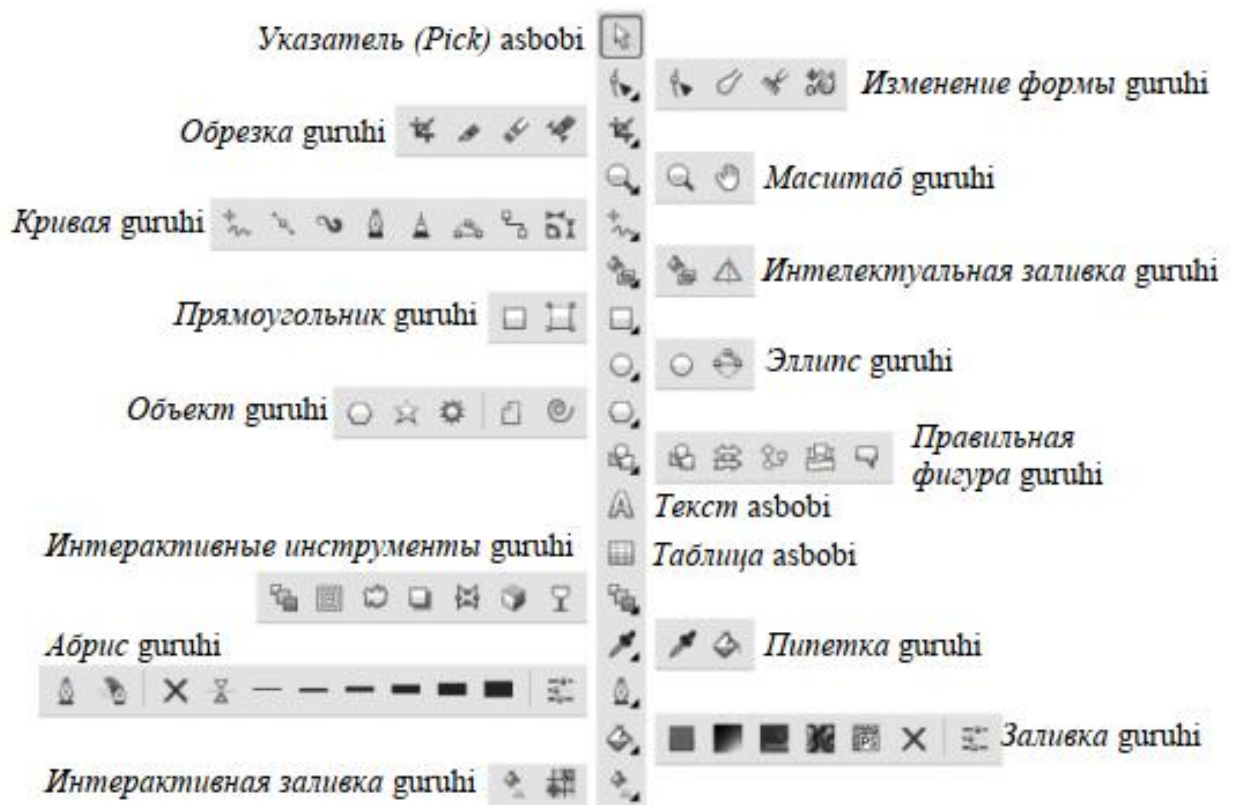 Указатель (Pick) asbobi
Изменение формы guruhi
Обрезка guruhi
Масштаб guruhi
Кривая guruhi
Интелектуальная заливка guruhi
Прямоугольник guruhi
Эллипс guruhi
Объект guruhi
Правильная
фигура guruhi
Текст asbobi
Интерактивные инструменты guruhi
Таблица asbobi
Абрис guruhi
Пипетка guruhi
Заливка guruhi
Интерактивная заливка guruhi